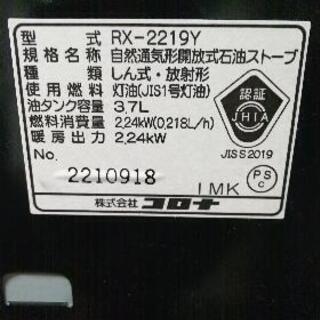 型式 RX-2219Y
規格名称 自然通気形開放式石油ストーブ
種類 しん式・放射形
使用燃料 灯油(JIS1号灯油)
油タンク容量 3.7L
燃料消費量 2.24kW(0.218L/h)
暖房出力 2.24kW
認証
JHIA
JIS S 2019
No. 2210918
1MK
PS
C
株式会社 コロナ